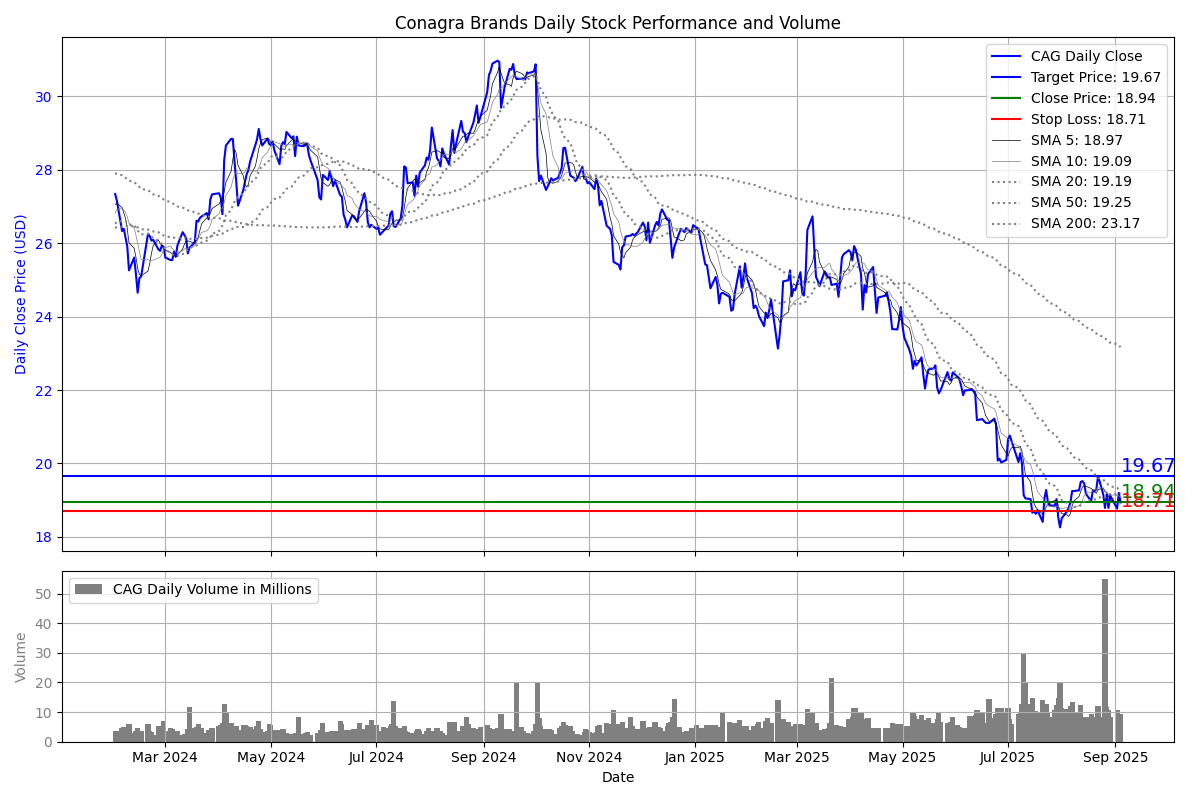 Conagra Brands Daily Stock Performance and Volume
CAG Daily Close
Target Price: 19.67
Close Price: 18.94
Stop Loss: 18.71
SMA 5: 18.97
SMA 10: 19.09
SMA 20: 19.19
SMA 50: 19.25
SMA 200: 23.17
Daily Close Price (USD)
30
28
26
24
22
20
18
19.67
18.94
18.71
CAG Daily Volume in Millions
Volume
50
40
30
20
10
0
Mar 2024 May 2024 Jul 2024 Sep 2024 Nov 2024 Jan 2025 Mar 2025 May 2025 Jul 2025 Sep 2025
Date